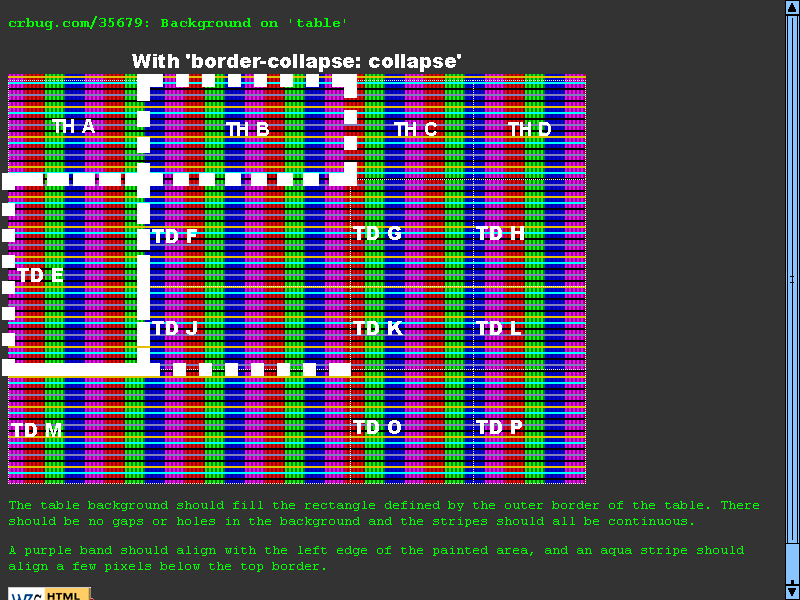 crbug.com/35679: Background on 'table'
With 'border-collapse: collapse'
TH A TH B TH C TH D
TD F TD G TD H
TD E
TD J TD K TD L
TD M TD O TD P
The table background should fill the rectangle defined by the outer border of the table. There
should be no gaps or holes in the background and the stripes should all be continuous.
A purple band should align with the left edge of the painted area, and an aqua stripe should
align a few pixels below the top border.
W3C HTML